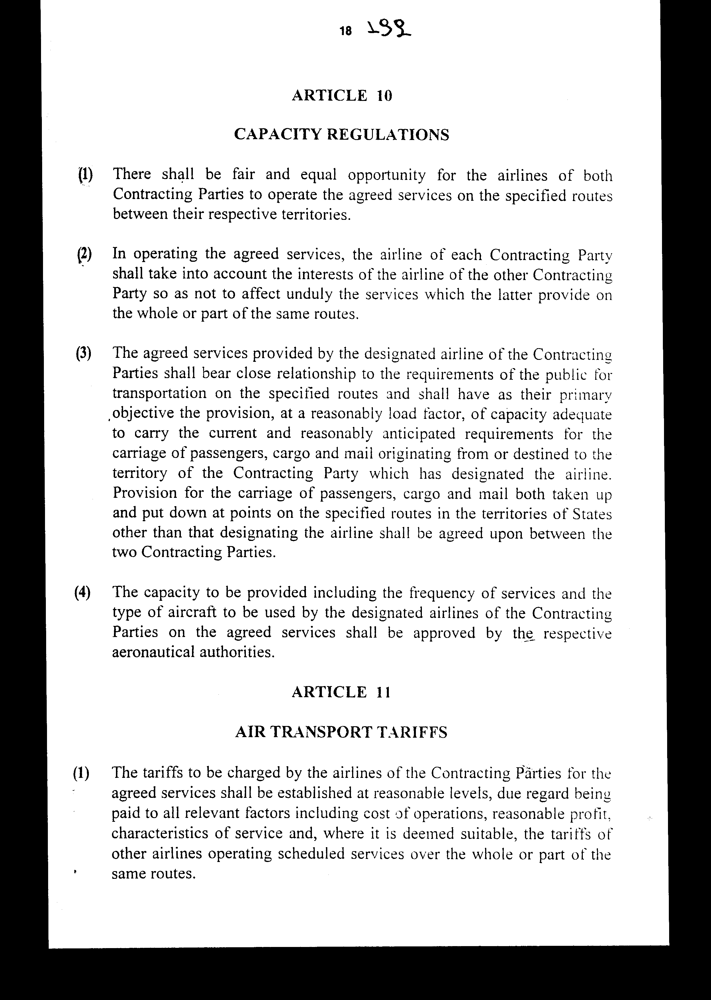 18
ARTICLE 10
CAPACITY REGULATIONS
(1) There shall be fair and equal opportunity for the airlines of both
Contracting Parties to operate the agreed services on the specified routes
between their respective territories.
(2) In operating the agreed services, the airline of each Contracting Party
shall take into account the interests of the airline of the other Contracting
Party so as not to affect unduly the services which the latter provide on
the whole or part of the same routes.
(3) The agreed services provided by the designated airline of the Contracting
Parties shall bear close relationship to the requirements of the public for
transportation on the specified routes and shall have as their primary
objective the provision, at a reasonably load factor, of capacity adequate
to carry the current and reasonably anticipated requirements for the
carriage of passengers, cargo and mail originating from or destined to the
territory of the Contracting Party which has designated the airline.
Provision for the carriage of passengers, cargo and mail both taken up
and put down at points on the specified routes in the territories of States
other than that designating the airline shall be agreed upon between the
two Contracting Parties.
(4) The capacity to be provided including the frequency of services and the
type of aircraft to be used by the designated airlines of the Contracting
Parties on the agreed services shall be approved by the respective
aeronautical authorities.
ARTICLE 11
AIR TRANSPORT TARIFFS
(1) The tariffs to be charged by the airlines of the Contracting Parties for the
agreed services shall be established at reasonable levels, due regard being
paid to all relevant factors including cost of operations, reasonable profit,
characteristics of service and, where it is deemed suitable, the tariffs of
other airlines operating scheduled services over the whole or part of the
same routes.